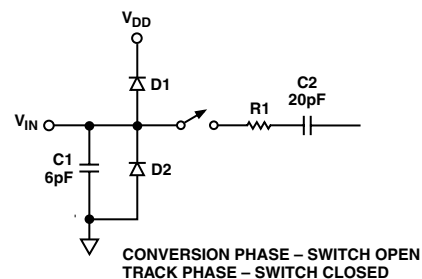 VDD
D1
C2
20pF
R1
VIN
C1
6pF
D2
CONVERSION PHASE – SWITCH OPEN
TRACK PHASE – SWITCH CLOSED